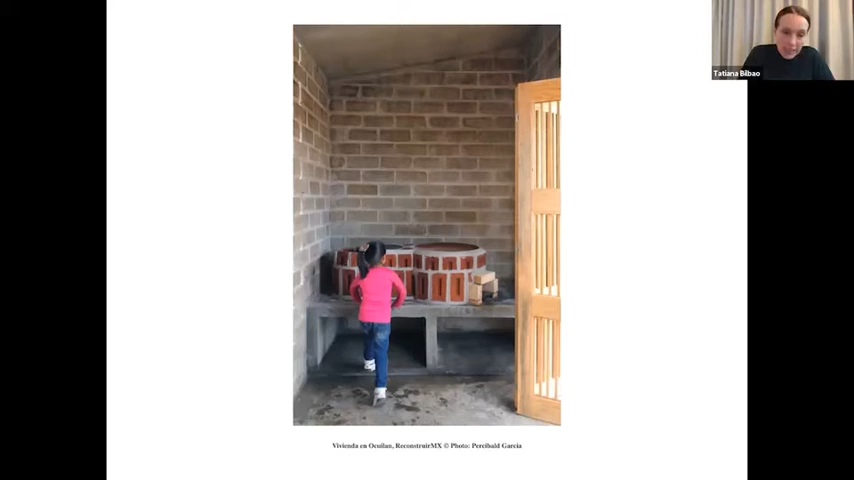 Tatiana Bilbao
Vivienda en Ocuilan, ReconstruirMX © Photo: Percibald Garcia